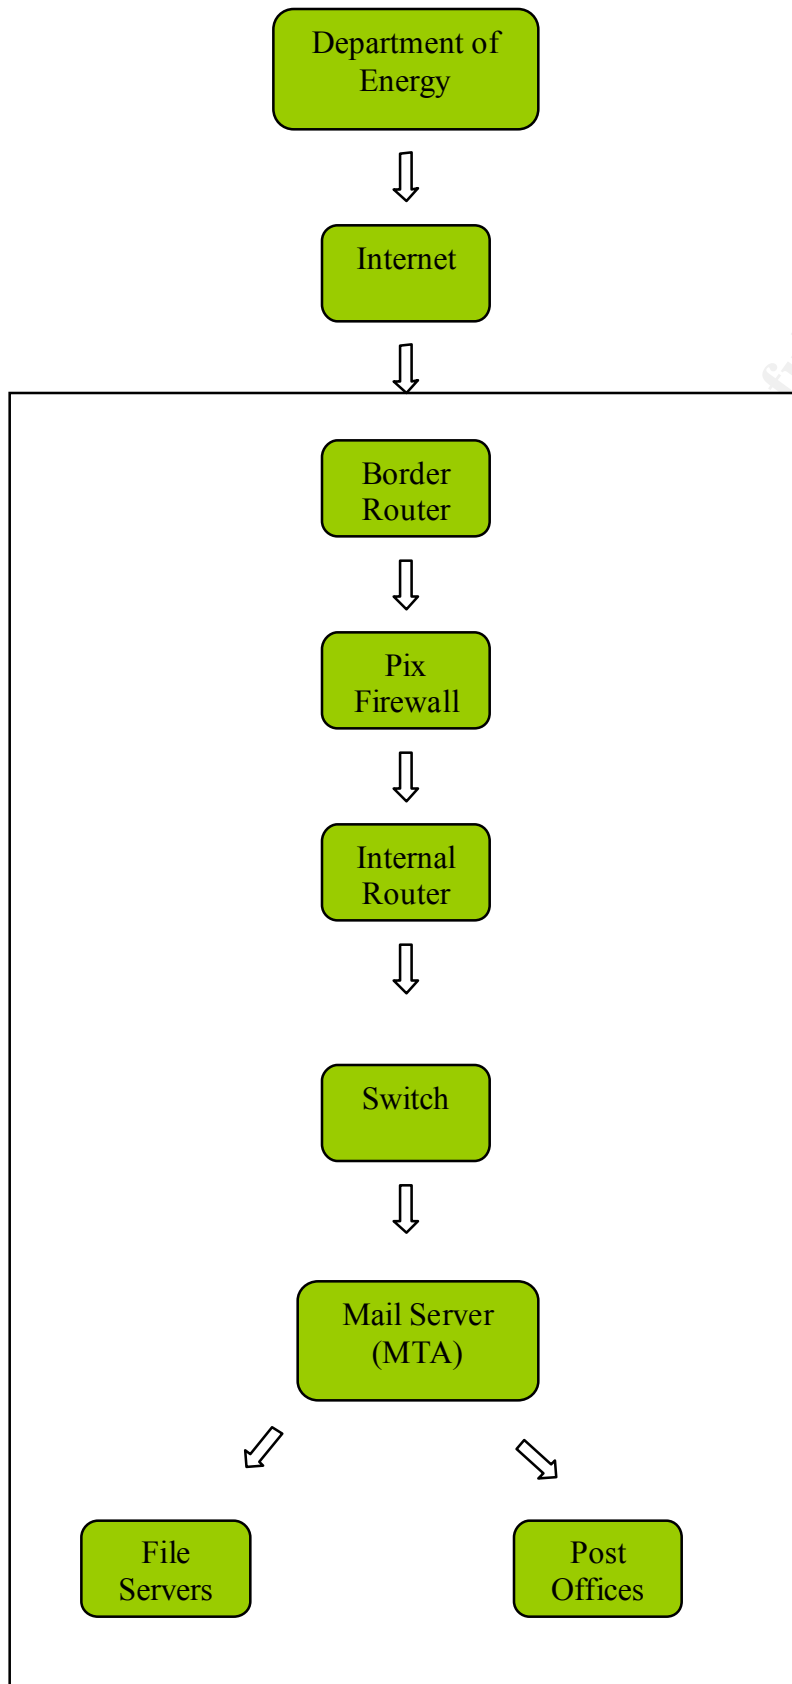 Department of
Energy
Internet
Border
Router
Pix
Firewall
Internal
Router
Switch
Mail Server
(MTA)
File
Servers
Post
Offices